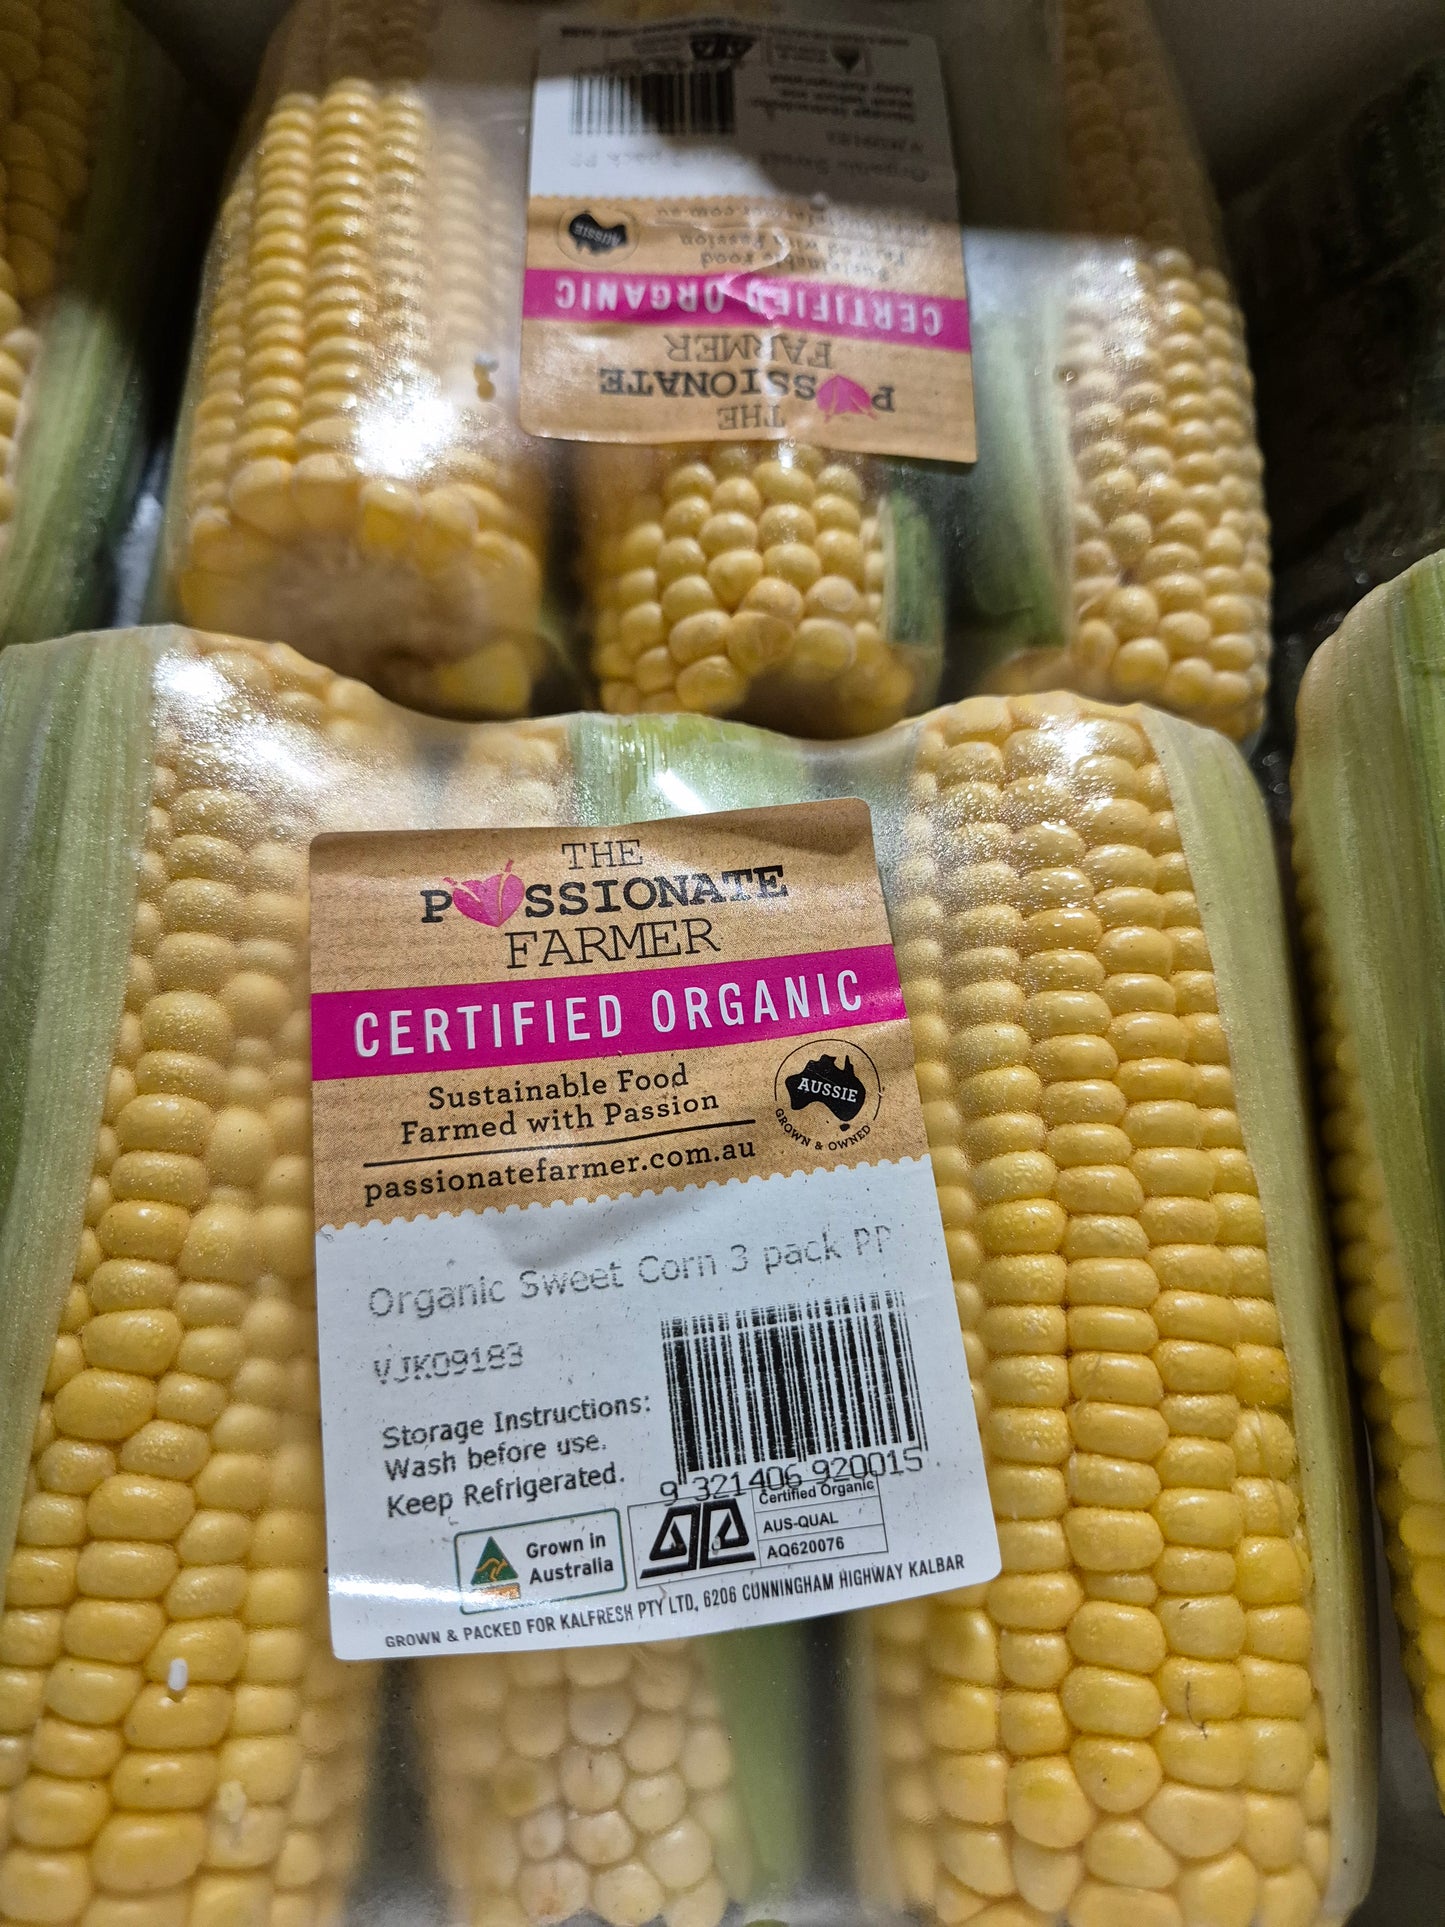 CERTIFIED ORGANIC
THE
PASSIONATE
FARMER
AUSSIE
THE
PASSIONATE
FARMER
CERTIFIED ORGANIC
Sustainable Food
Farmed with Passion
passionatefarmer.com.au
AUSSIE
GROWN & OWNED
Organic Sweet Corn 3 pack PP
VJK09183
Storage Instructions:
Wash before use.
Keep Refrigerated.
9 321406 920015
Grown in
Australia
Certified Organic
AUS-QUAL
AQ620076
GROWN & PACKED FOR KALFRESH PTY LTD, 6206 CUNNINGHAM HIGHWAY KALBAR